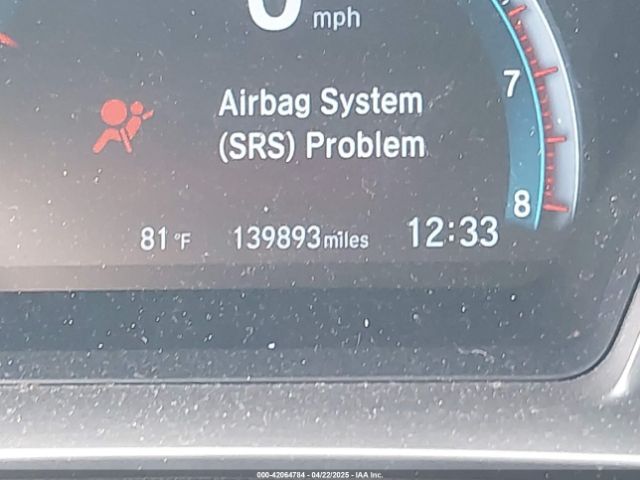 0 mph
7
Airbag System
(SRS) Problem
8
81 °F 139893 miles 12:33
000-42064784 - 04/22/2025 - IAA Inc.